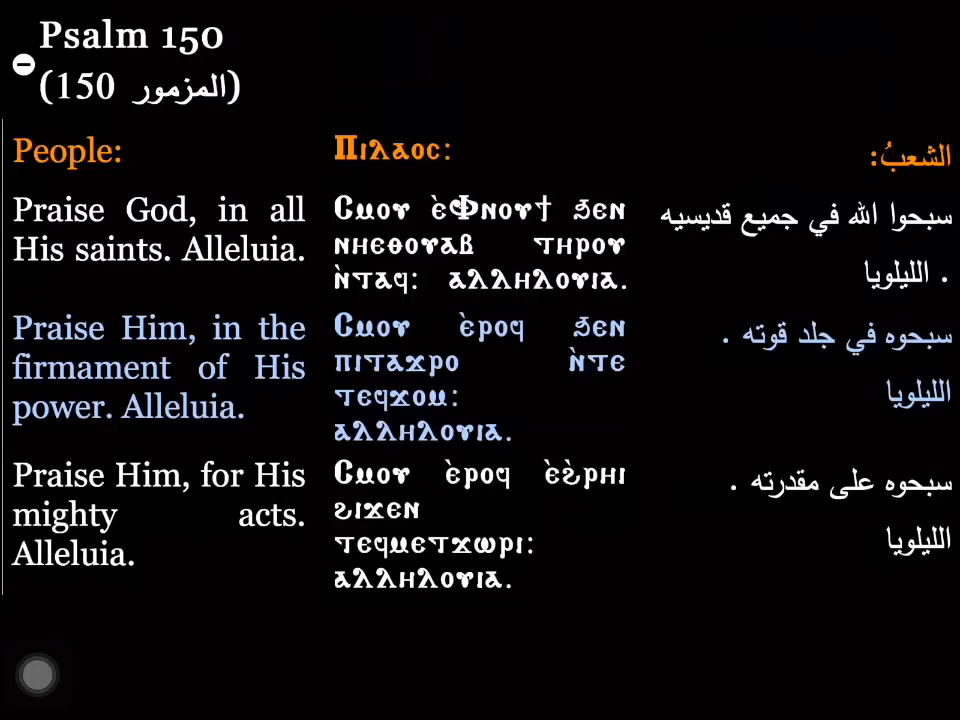 Psalm 150
(المزمور 150)
People:
Praise God, in all
His saints. Alleluia.
Praise Him, in the
firmament of His
power. Alleluia.
Praise Him, for His
mighty acts.
Alleluia.
Ⲡⲓⲗⲁⲟⲥ:
Ⲥⲙⲟⲩ ⲉ̀Ⲫⲛⲟⲩϯ ϧⲉⲛ
ⲛⲏⲉⲑⲟⲩⲁⲃ ⲧⲏⲣⲟⲩ
ⲛ̀ⲧⲁϥ: ⲁⲗⲗⲏⲗⲟⲩⲓⲁ.
Ⲥⲙⲟⲩ ⲉ̀ⲣⲟϥ ϧⲉⲛ
ⲡⲓⲧⲁϫⲣⲟ ⲛ̀ⲧⲉ
ⲧⲉϥϫⲟⲙ:
ⲁⲗⲗⲏⲗⲟⲩⲓⲁ.
Ⲥⲙⲟⲩ ⲉ̀ⲣⲟϥ ⲉ̀ϩ̀ⲣⲏⲓ
ϩⲓϫⲉⲛ
ⲧⲉϥⲙⲉⲧϫⲱⲣⲓ:
ⲁⲗⲗⲏⲗⲟⲩⲓⲁ.
الشعبُ:
سبحوا الله في جميع قديسيه
. الليلويا
سبحوه في جلد قوته .
الليلويا
سبحوه على مقدرته .
الليلويا